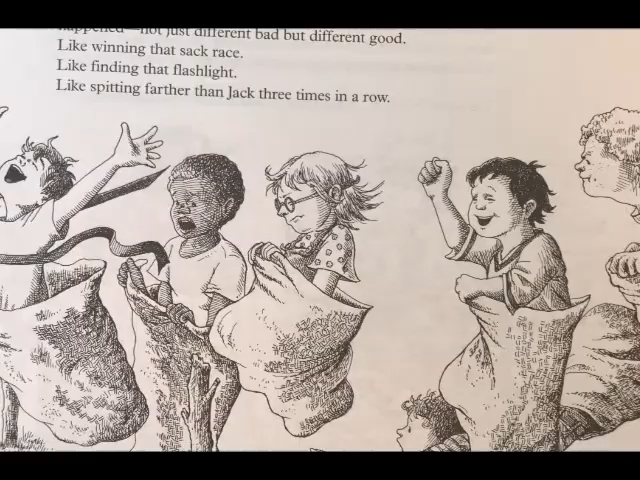 happened—not just different bad but different good.
Like winning that sack race.
Like finding that flashlight.
Like spitting farther than Jack three times in a row.